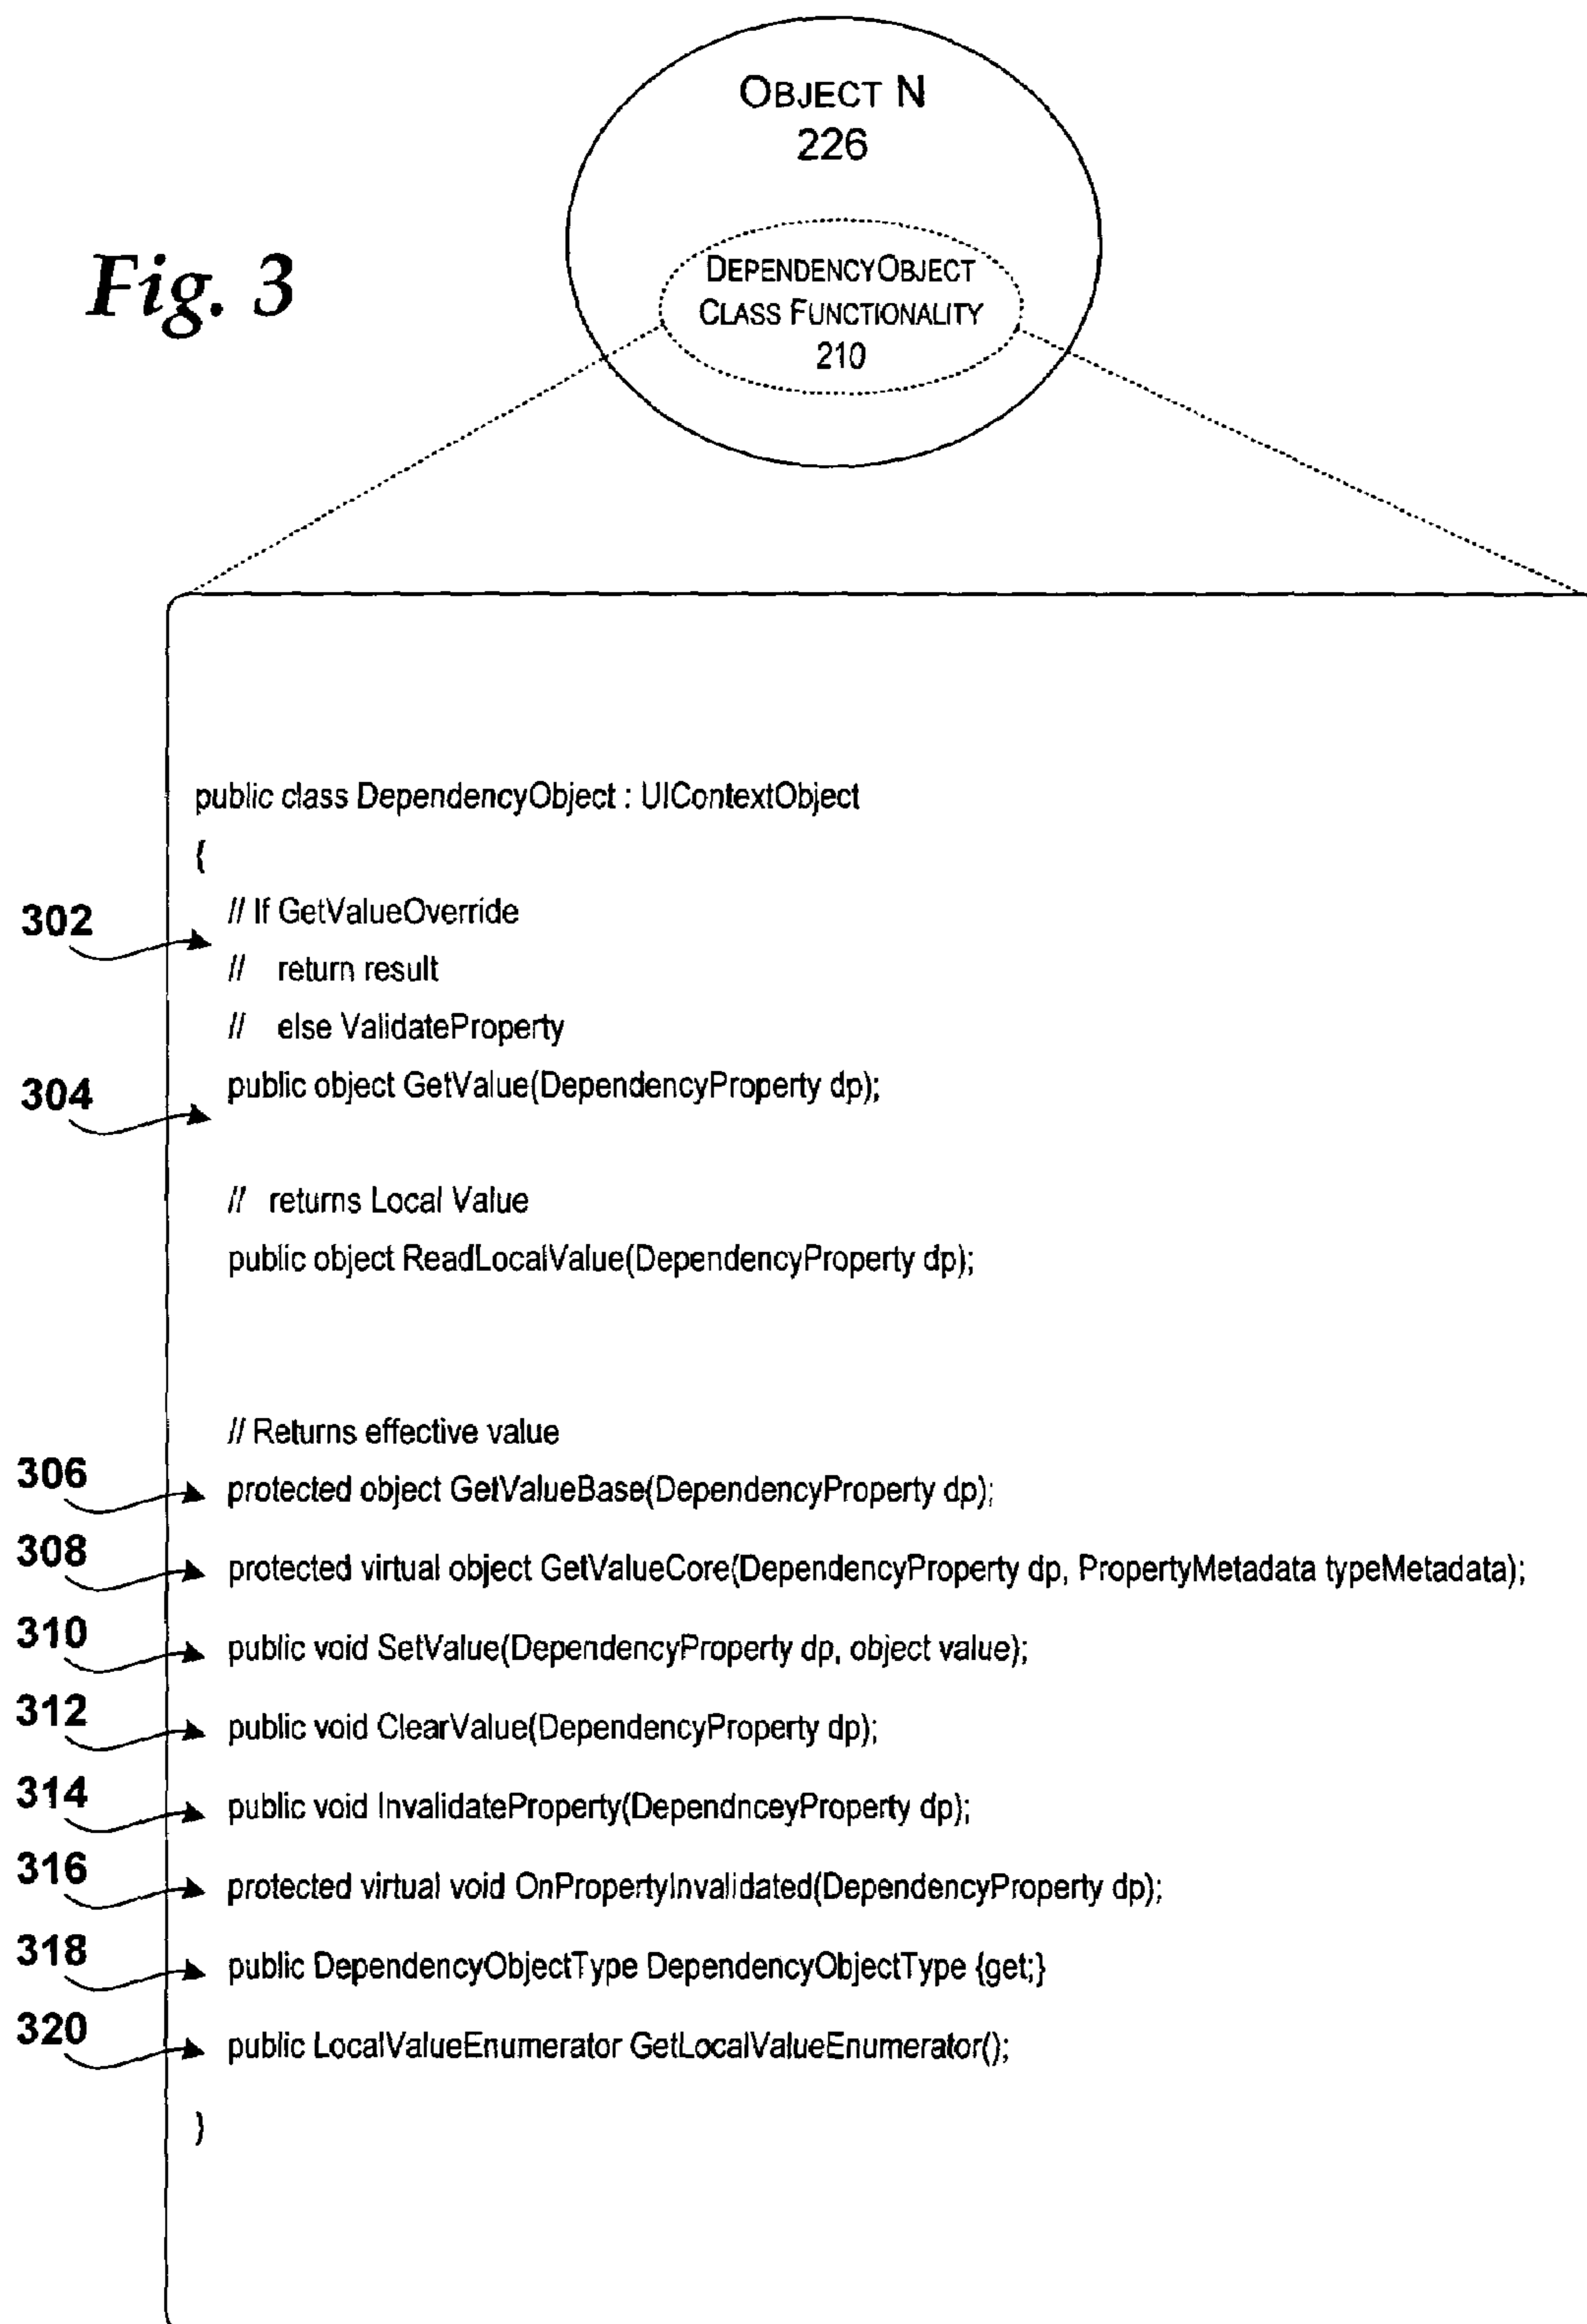 OBJECT N
226
Fig. 3
DEPENDENCYOBJECT
CLASS FUNCTIONALITY
210
public class DependencyObject : UIContextObject
{
302
// If GetValueOverride
//    return result
//    else ValidateProperty
304
public object GetValue(DependencyProperty dp);
//   returns Local Value
public object ReadLocalValue(DependencyProperty dp);
// Returns effective value
306
protected object GetValueBase(DependencyProperty dp);
308
protected virtual object GetValueCore(DependencyProperty dp, PropertyMetadata typeMetadata);
310
public void SetValue(DependencyProperty dp, object value);
312
public void ClearValue(DependencyProperty dp);
314
public void InvalidateProperty(DependnceyProperty dp);
316
protected virtual void OnPropertyInvalidated(DependencyProperty dp);
318
public DependencyObjectType DependencyObjectType {get;}
320
public LocalValueEnumerator GetLocalValueEnumerator();
}